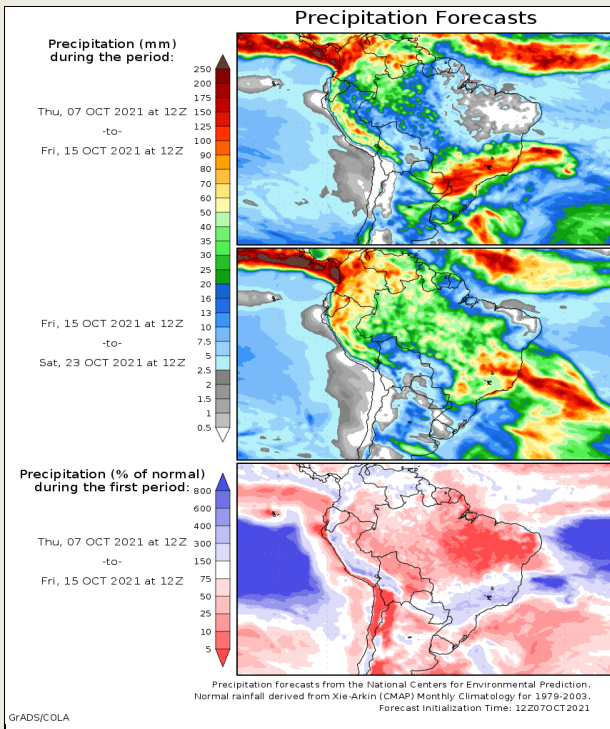 Precipitation Forecasts
Precipitation (mm)
during the period:
Thu, 07 OCT 2021 at 12Z
-to-
Fri, 15 OCT 2021 at 12Z
250
200
175
150
125
100
90
80
70
60
50
40
35
30
25
20
16
13
10
7.5
5
2.5
2
1.5
1
0.5
Fri, 15 OCT 2021 at 12Z
-to-
Sat, 23 OCT 2021 at 12Z
Precipitation (% of normal)
during the first period:
Thu, 07 OCT 2021 at 12Z
-to-
Fri, 15 OCT 2021 at 12Z
800
600
400
300
150
75
50
25
10
5
Precipitation forecasts from the National Centers for Environmental Prediction.
Normal rainfall derived from Xie-Arkin (CMAP) Monthly Climatology for 1979-2003.
Forecast Initialization Time: 12Z07OCT2021
GrADS/COLA